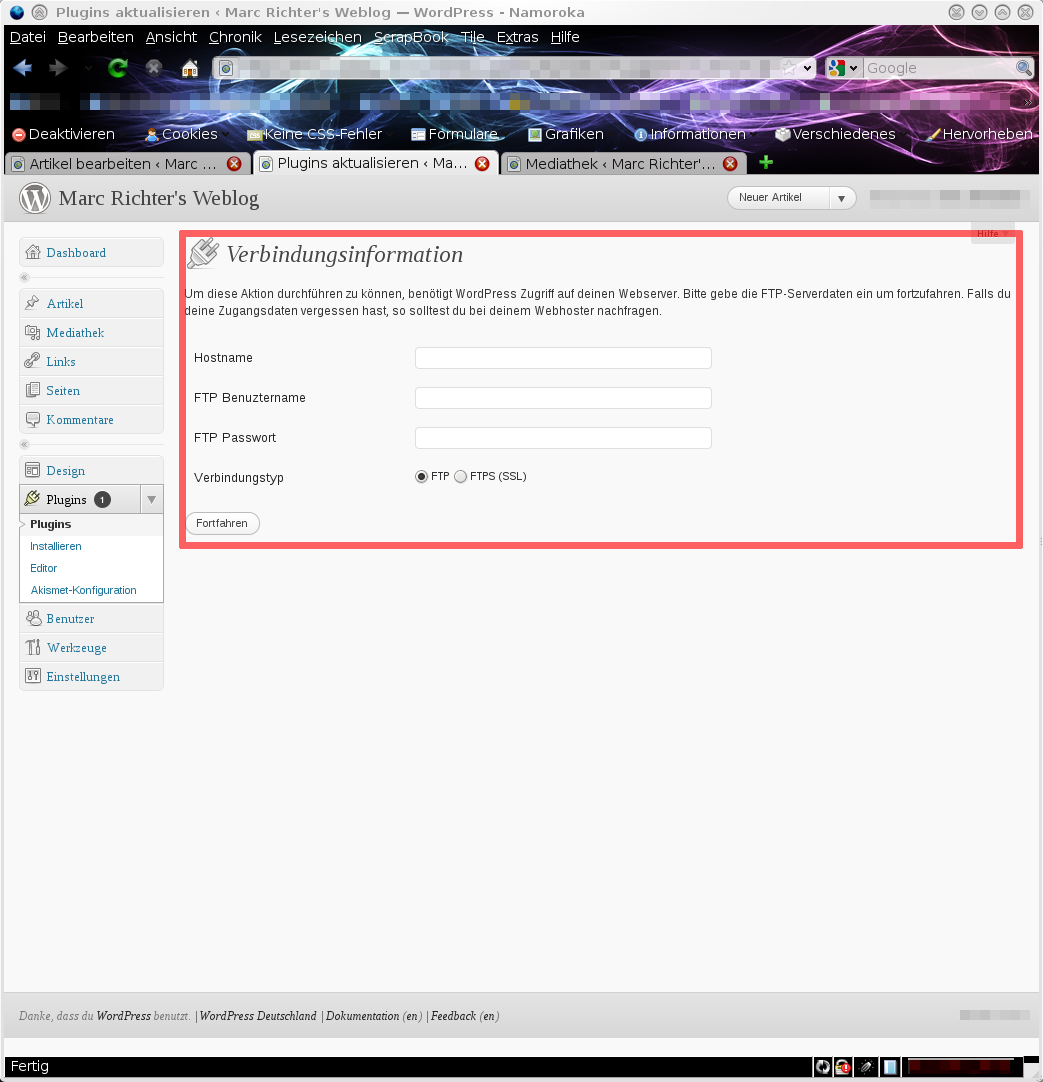 Plugins aktualisieren ‹ Marc Richter's Weblog — WordPress - Namoroka
Datei Bearbeiten Ansicht Chronik Lesezeichen ScrapBook Tile Extras Hilfe
Google
Deaktivieren Cookies Keine CSS-Fehler Formulare Grafiken Informationen Verschiedenes Hervorheben
Artikel bearbeiten ‹ Marc ... Plugins aktualisieren ‹ Ma... Mediathek ‹ Marc Richter'...
Marc Richter's Weblog
Neuer Artikel
Hilfe
Dashboard
Artikel
Mediathek
Links
Seiten
Kommentare
Design
Plugins 1
Plugins
Installieren
Editor
Akismet-Konfiguration
Benutzer
Werkzeuge
Einstellungen
Verbindungsinformation
Um diese Aktion durchführen zu können, benötigt WordPress Zugriff auf deinen Webserver. Bitte gebe die FTP-Serverdaten ein um fortzufahren. Falls du
deine Zugangsdaten vergessen hast, so solltest du bei deinem Webhoster nachfragen.
Hostname
FTP Benuztername
FTP Passwort
Verbindungstyp FTP FTPS (SSL)
Fortfahren
Danke, dass du WordPress benutzt. | WordPress Deutschland | Dokumentation (en) | Feedback (en)
Fertig